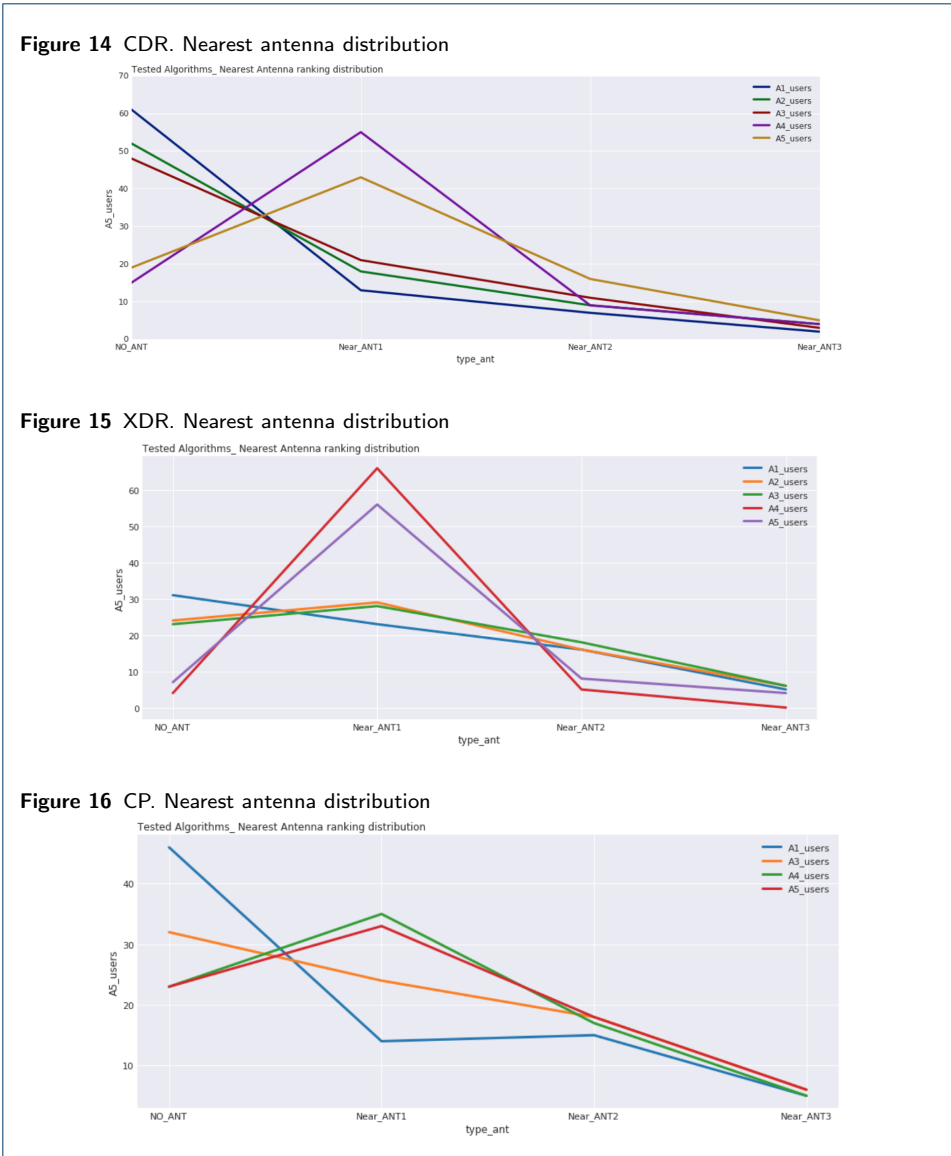 Figure 14 CDR. Nearest antenna distribution
Tested Algorithms_ Nearest Antenna ranking distribution
70
60
50
40
30
20
10
0
A5_users
A1_users
A2_users
A3_users
A4_users
A5_users
NO_ANT Near_ANT1 Near_ANT2 Near_ANT3
type_ant
Figure 15 XDR. Nearest antenna distribution
Tested Algorithms_ Nearest Antenna ranking distribution
60
50
40
30
20
10
0
A5_users
A1_users
A2_users
A3_users
A4_users
A5_users
NO_ANT Near_ANT1 Near_ANT2 Near_ANT3
type_ant
Figure 16 CP. Nearest antenna distribution
Tested Algorithms_ Nearest Antenna ranking distribution
40
30
20
10
A5_users
A1_users
A3_users
A4_users
A5_users
NO_ANT Near_ANT1 Near_ANT2 Near_ANT3
type_ant